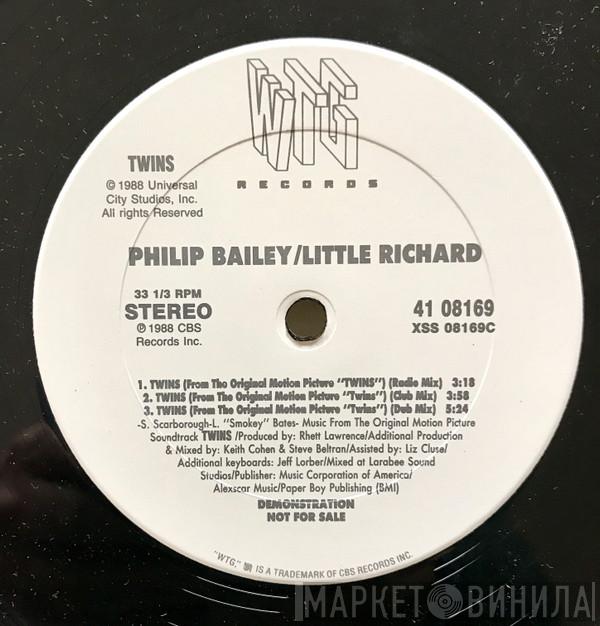 WTG
RECORDS
TWINS
© 1988 Universal
City Studios, Inc.
All rights Reserved
PHILIP BAILEY/LITTLE RICHARD
33 1/3 RPM
STEREO
℗ 1988 CBS
Records Inc.
41 08169
XSS 08169C
1. TWINS (From The Original Motion Picture "TWINS") (Radio Mix) 3:18
2. TWINS (From The Original Motion Picture "Twins") (Club Mix) 3:58
3. TWINS (From The Original Motion Picture "Twins") (Dub Mix) 5:24
-S. Scarborough-L. "Smokey" Bates- Music From The Original Motion Picture
Soundtrack TWINS /Produced by: Rhett Lawrence/Additional Production
& Mixed by: Keith Cohen & Steve Beltran/Assisted by: Liz Cluse/
Additional keyboards: Jeff Lorber/Mixed at Larabee Sound
Studios/Publisher: Music Corporation of America/
Alexscar Music/Paper Boy Publishing (BMI)
DEMONSTRATION
NOT FOR SALE
"WTG," IS A TRADEMARK OF CBS RECORDS INC.
МАРКЕТ ВИНИЛА